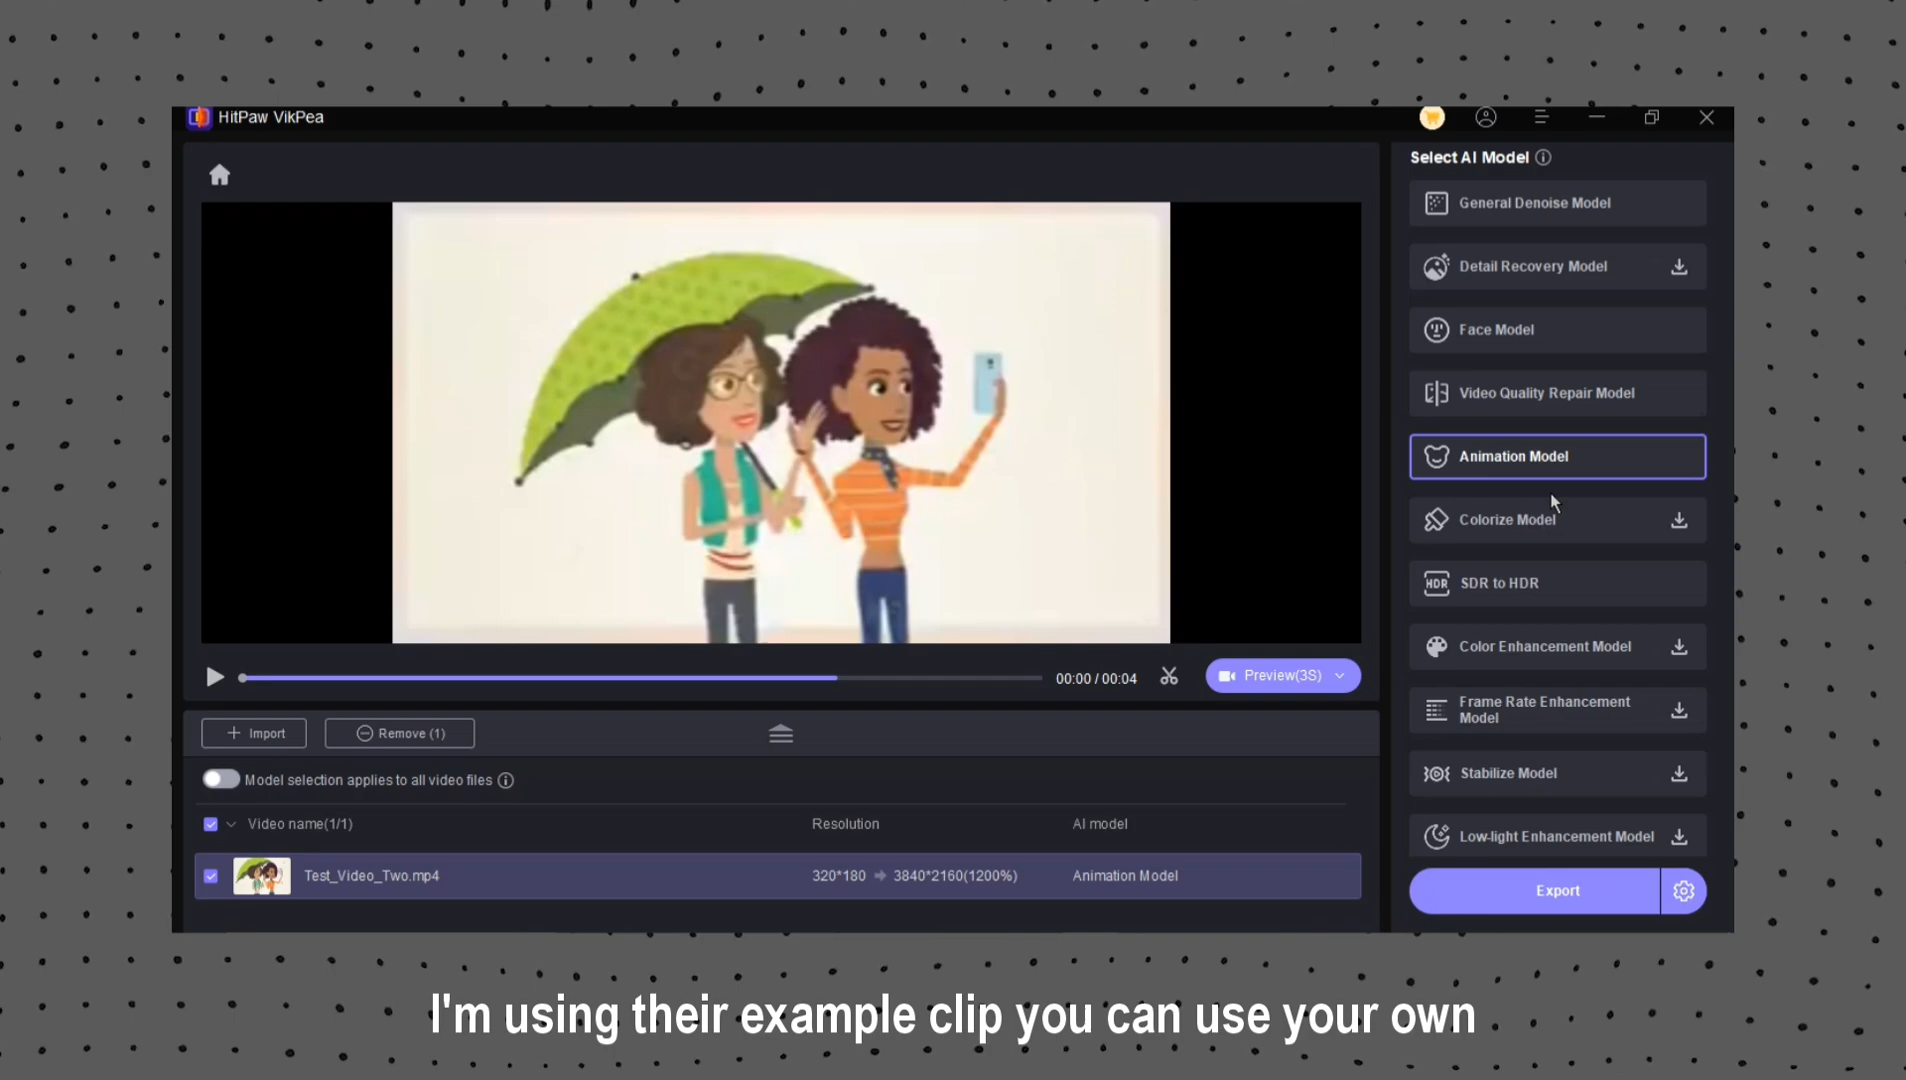 HitPaw VikPea
Select AI Model
General Denoise Model
Detail Recovery Model
Face Model
Video Quality Repair Model
Animation Model
Colorize Model
HDR SDR to HDR
Color Enhancement Model
Frame Rate Enhancement
Model
Stabilize Model
Low-light Enhancement Model
Export
00:00 / 00:04
Preview(3S)
Import
Remove (1)
Model selection applies to all video files
Video name(1/1) Resolution AI model
Test_Video_Two.mp4 320*180 3840*2160(1200%) Animation Model
I'm using their example clip you can use your own